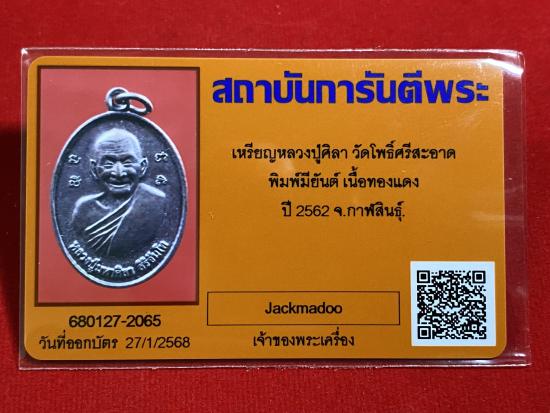 สถาบันการันตีพระ
เหรียญหลวงปู่ศิลา วัดโพธิ์ศรีสะอาด
พิมพ์มียันต์ เนื้อทองแดง
ปี 2562 จ.กาฬสินธุ์.
Jackmadoo
เจ้าของพระเครื่อง
680127-2065
วันที่ออกบัตร 27/1/2568